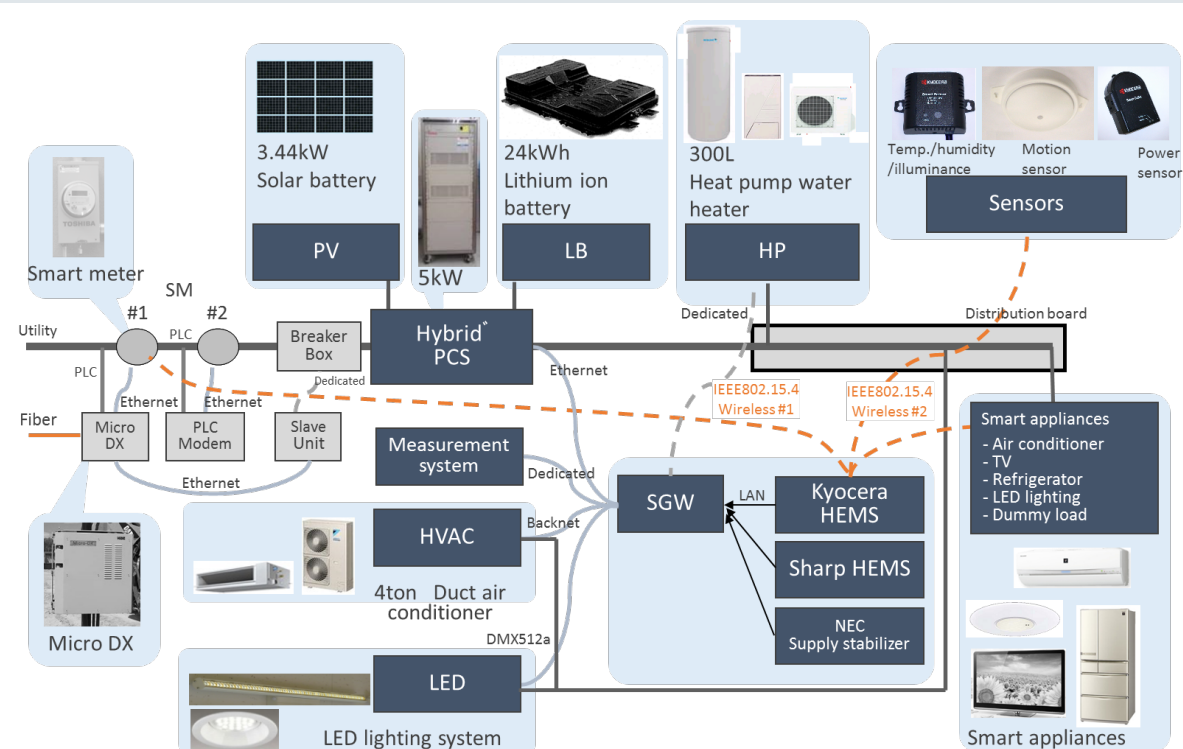 3.44kW
Solar battery
PV
5kW
24kWh
Lithium ion
battery
LB
300L
Heat pump water
heater
HP
KYOCERA
KYOCERA
Temp./humidity
/illuminance
Motion
sensor
Power
sensor
Sensors
TOSHIBA
Smart meter
SM
#1
#2
Utility
PLC
PLC
Breaker
Box
Hybrid*
PCS
Dedicated
Distribution board
Ethernet
Dedicated
Ethernet
Ethernet
Fiber
Micro
DX
PLC
Modem
Slave
Unit
Ethernet
IEEE802.15.4
Wireless #1
IEEE802.15.4
Wireless #2
Measurement
system
Dedicated
SGW
LAN
Kyocera
HEMS
Sharp HEMS
NEC
Supply stabilizer
Smart appliances
- Air conditioner
- TV
- Refrigerator
- LED lighting
- Dummy load
HVAC
Backnet
4ton Duct air
conditioner
Micro DX
DMX512a
LED
LED lighting system
Smart appliances